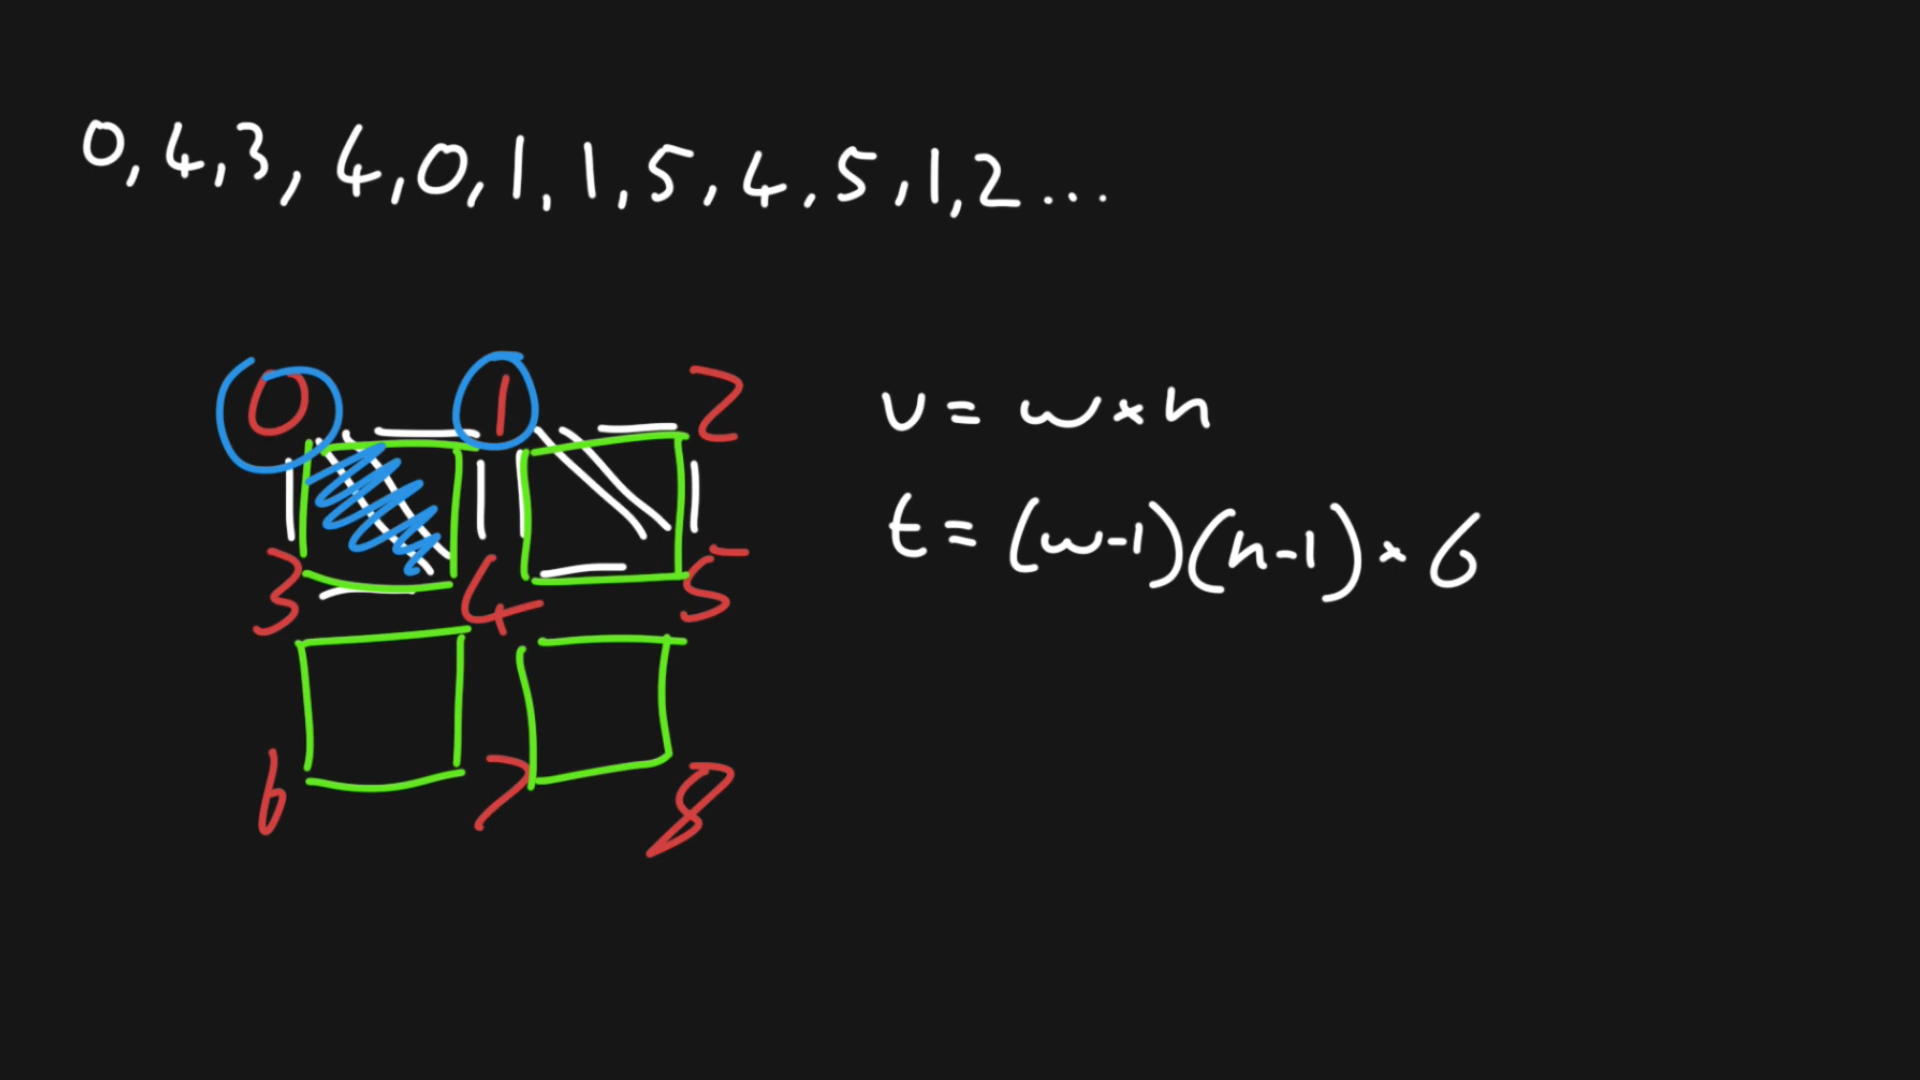 0, 4, 3, 4, 0, 1, 1, 5, 4, 5, 1, 2 ...
0 1 2
v = w × h
t = (w-1)(h-1) × 6
3 4 5
6 7 8